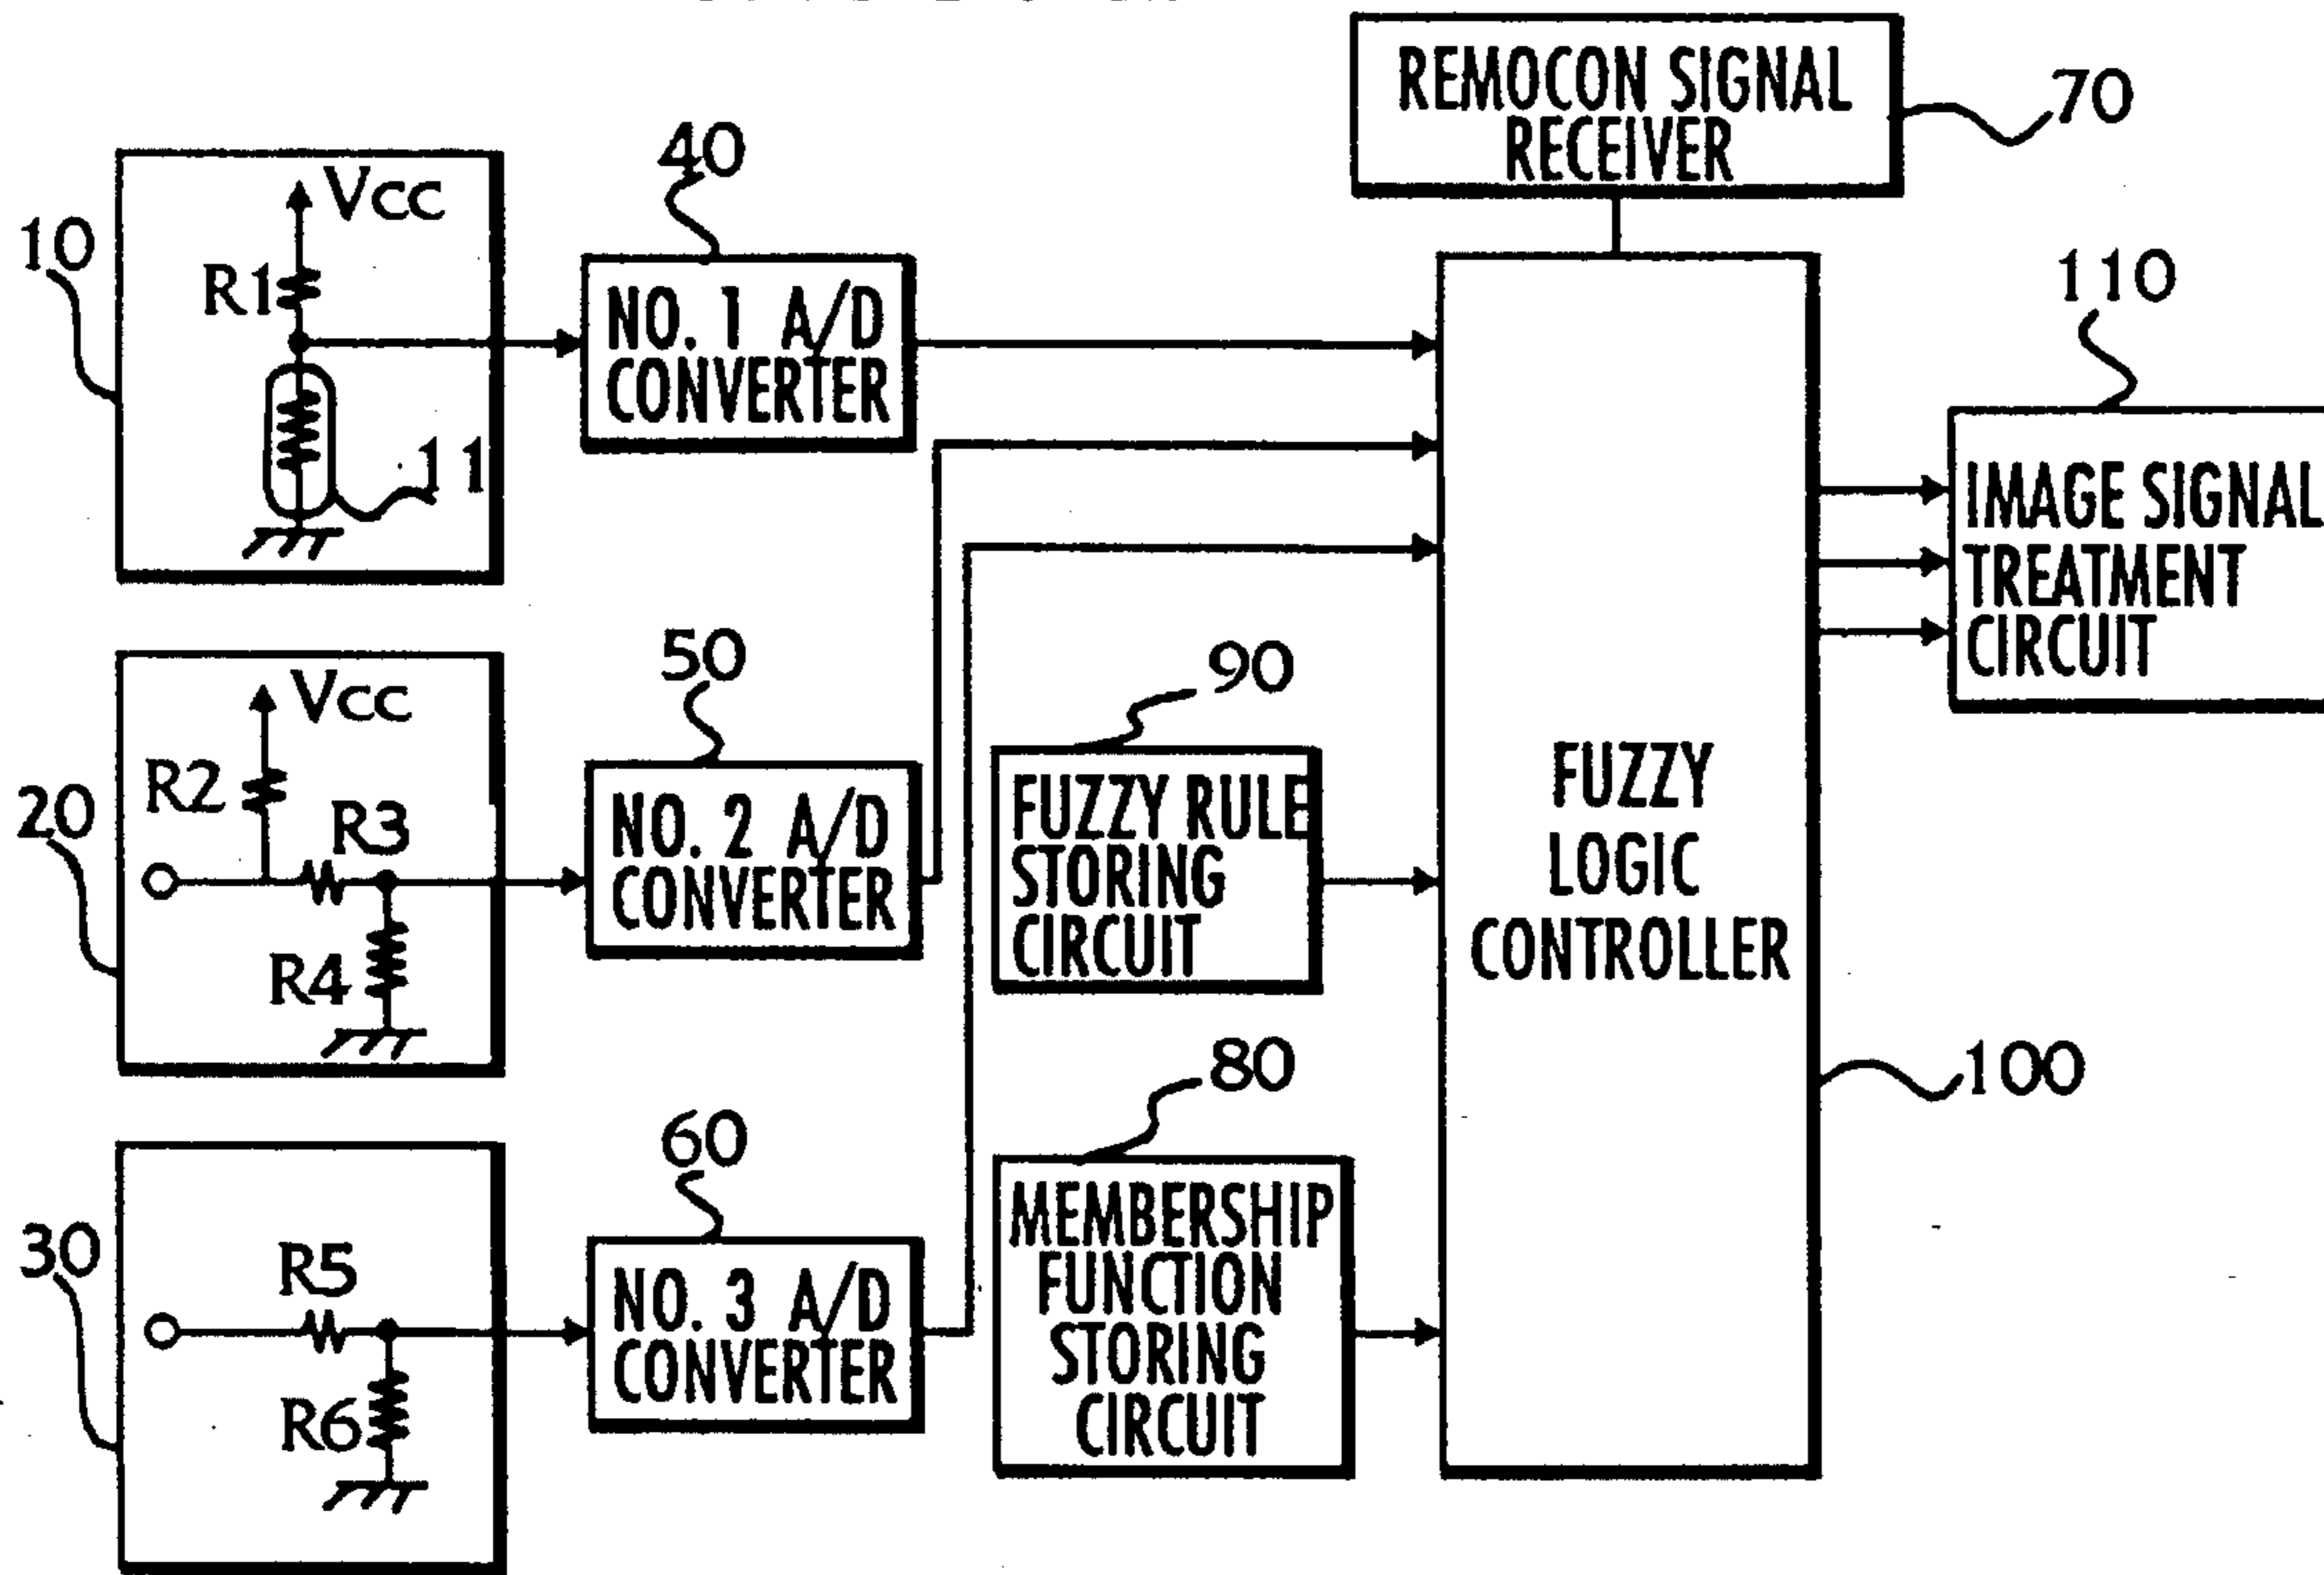 REMOCON SIGNAL
RECEIVER
70
40
Vcc
10
R1
NO. 1 A/D
CONVERTER
11
110
IMAGE SIGNAL
TREATMENT
CIRCUIT
50
90
Vcc
R2
20
R3
NO. 2 A/D
CONVERTER
R4
FUZZY RULE
STORING
CIRCUIT
FUZZY
LOGIC
CONTROLLER
80
100
60
30
R5
NO. 3 A/D
CONVERTER
R6
MEMBERSHIP
FUNCTION
STORING
CIRCUIT